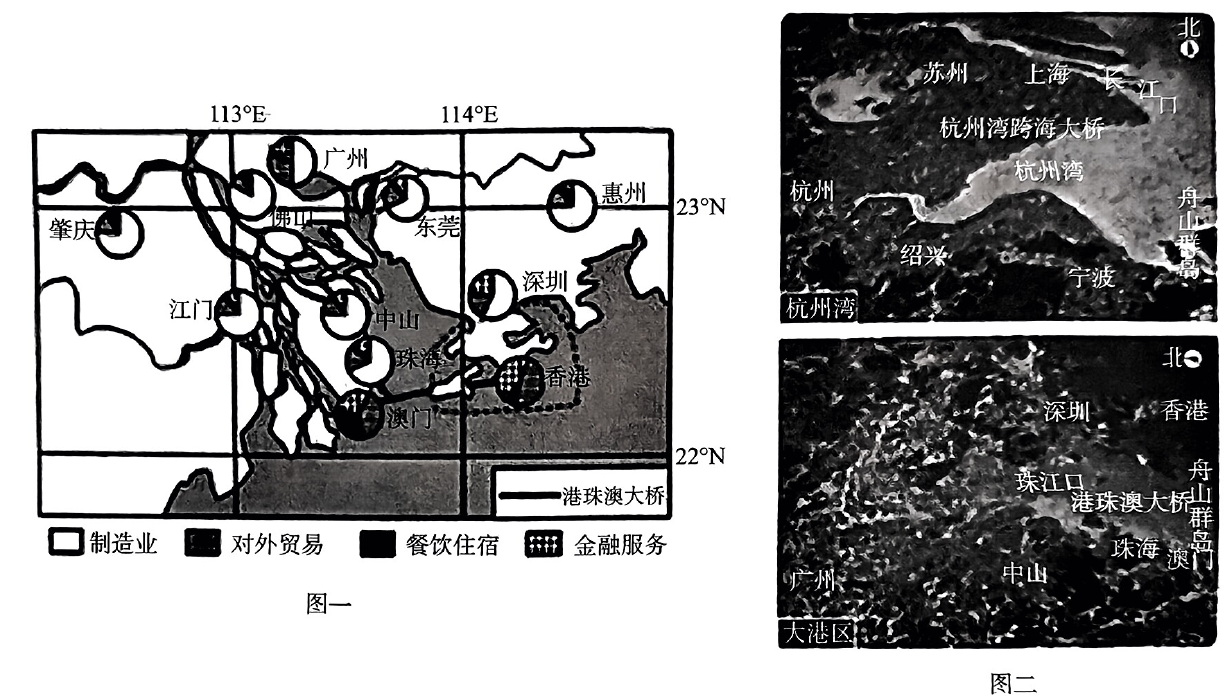 113°E
114°E
广州
惠州
23°N
佛山
东莞
肇庆
深圳
江门
中山
珠海
香港
澳门
22°N
港珠澳大桥
制造业
对外贸易
餐饮住宿
金融服务
图一
北
苏州
上海
长江口
杭州湾跨海大桥
杭州湾
杭州
舟山群岛
绍兴
宁波
杭州湾
北
深圳
香港
珠江口
港珠澳大桥
舟山群岛
珠海
澳门
广州
中山
大港区
图二